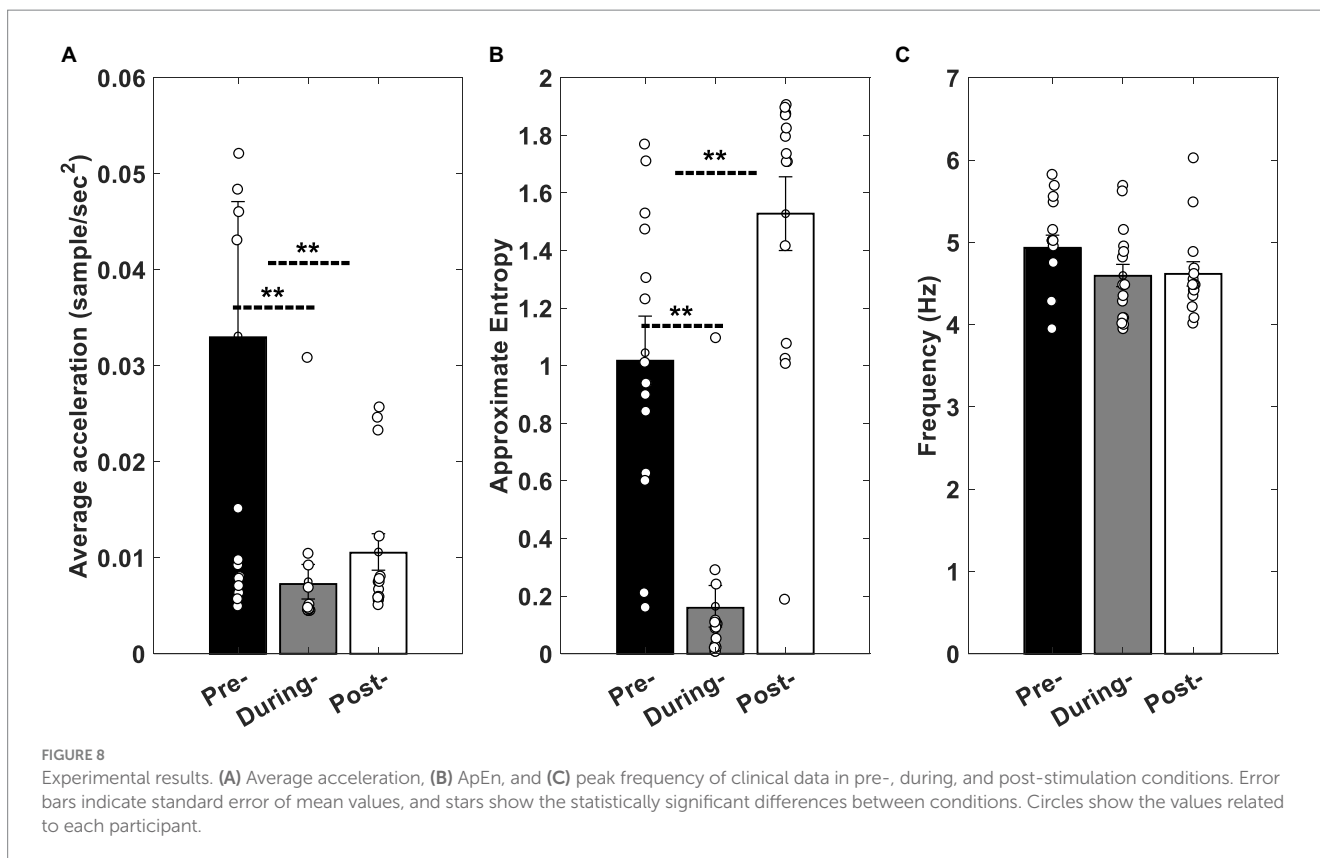 A
B
C
0.06
0.05
0.04
0.03
0.02
0.01
0
Average acceleration (sample/sec²)
**
**
Pre-
During-
Post-
2
1.8
1.6
1.4
1.2
1
0.8
0.6
0.4
0.2
0
Approximate Entropy
**
**
Pre-
During-
Post-
7
6
5
4
3
2
1
0
Frequency (Hz)
Pre-
During-
Post-
FIGURE 8
Experimental results. (A) Average acceleration, (B) ApEn, and (C) peak frequency of clinical data in pre-, during, and post-stimulation conditions. Error
bars indicate standard error of mean values, and stars show the statistically significant differences between conditions. Circles show the values related
to each participant.